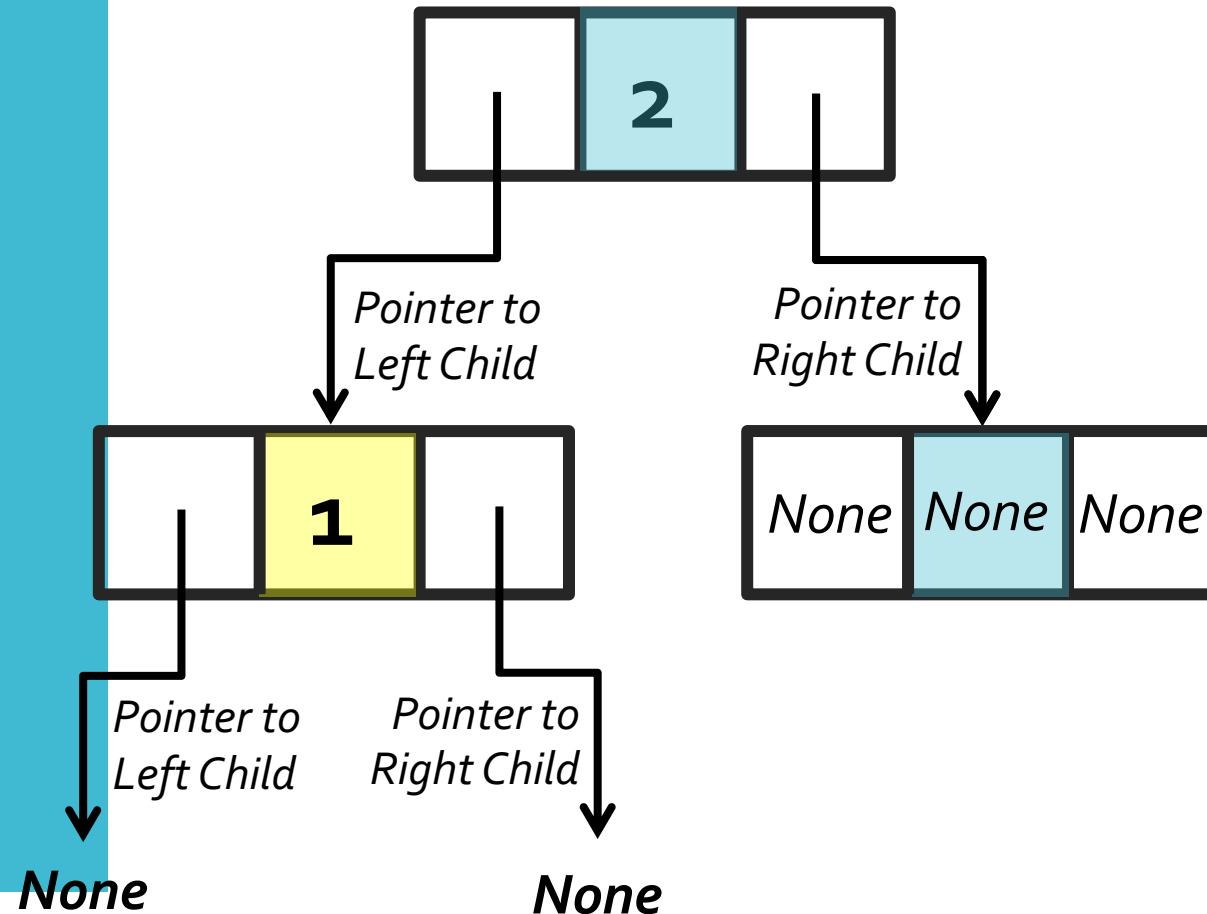 2
Pointer to
Left Child
Pointer to
Right Child
1
None None None
Pointer to
Left Child
Pointer to
Right Child
None
None